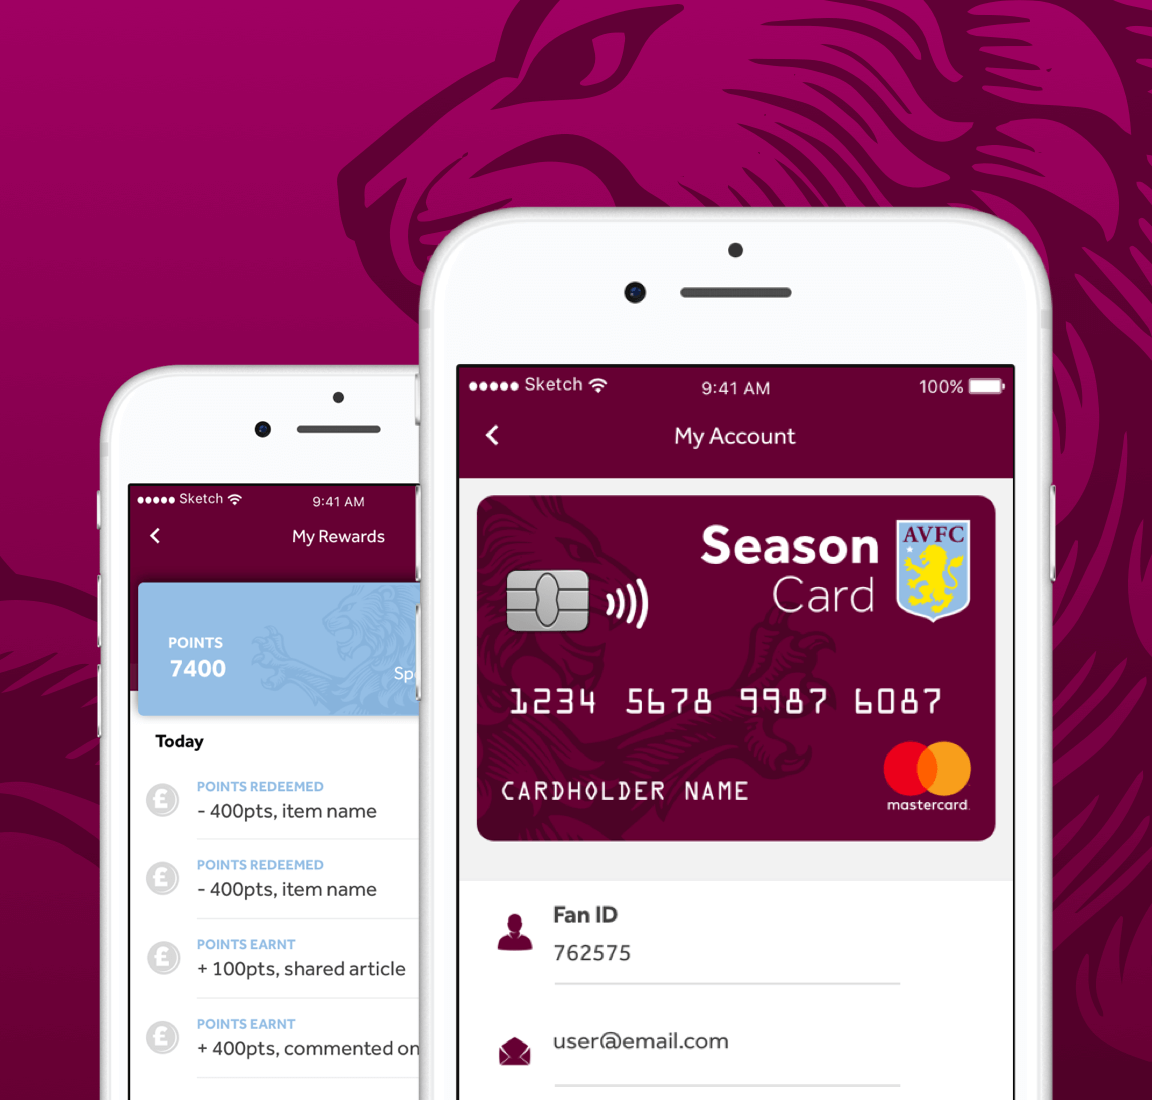 ●●●●● Sketch
9:41 AM
My Rewards
POINTS
7400
Today
POINTS REDEEMED
- 400pts, item name
POINTS REDEEMED
- 400pts, item name
POINTS EARNT
+ 100pts, shared article
POINTS EARNT
+ 400pts, commented on
●●●●● Sketch
9:41 AM
100%
My Account
Season
Card
AVFC
1234 5678 9987 6087
CARDHOLDER NAME
mastercard
Fan ID
762575
user@email.com